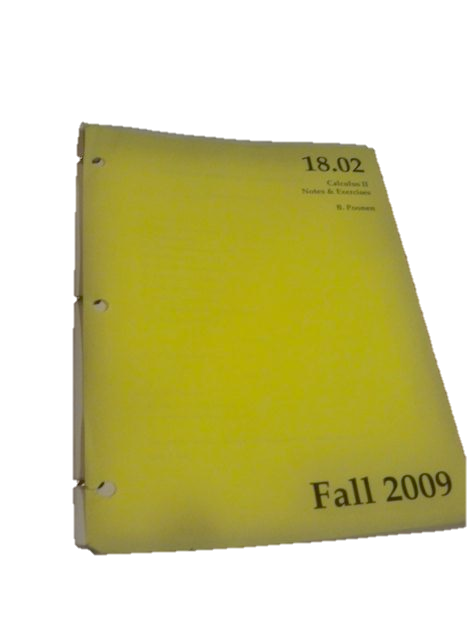 18.02
Calculus II
Notes & Exercises
B. Poonen
Fall 2009